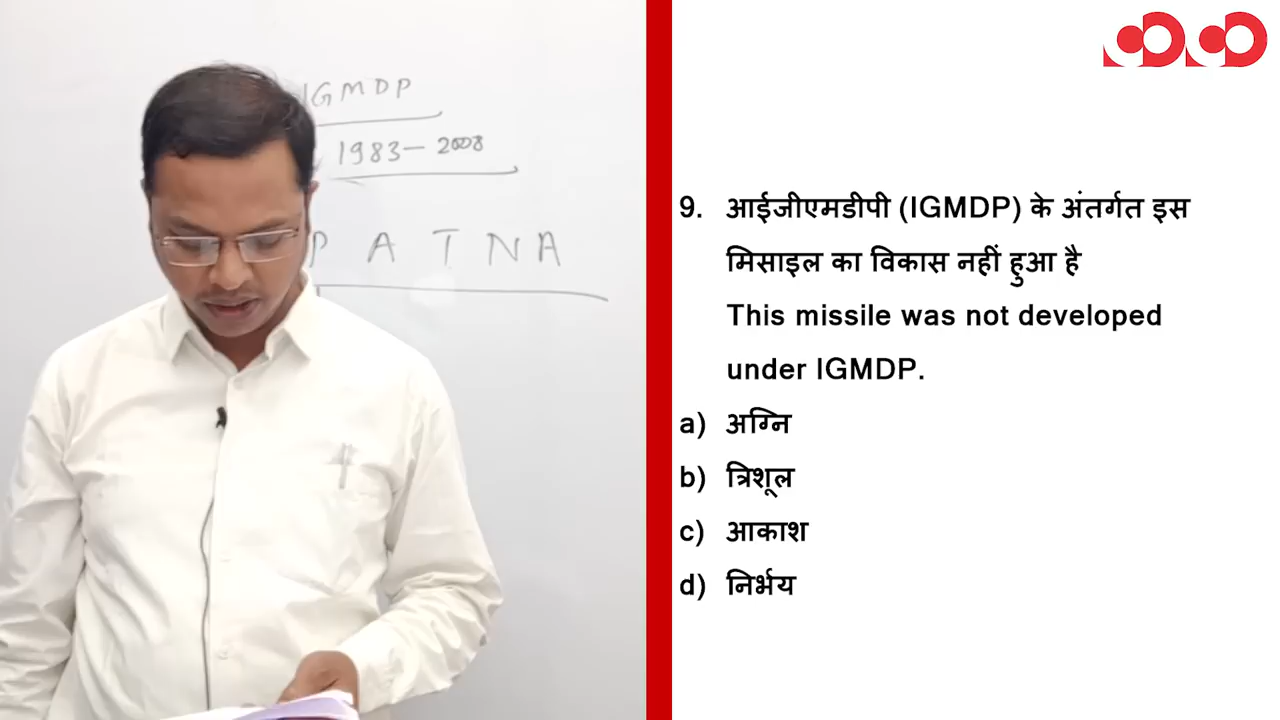 IGMDP
1983-2008
P A T N A
9. आईजीएमडीपी (IGMDP) के अंतर्गत इस
मिसाइल का विकास नहीं हुआ है
This missile was not developed
under IGMDP.
a) अग्नि
b) त्रिशूल
c) आकाश
d) निर्भय